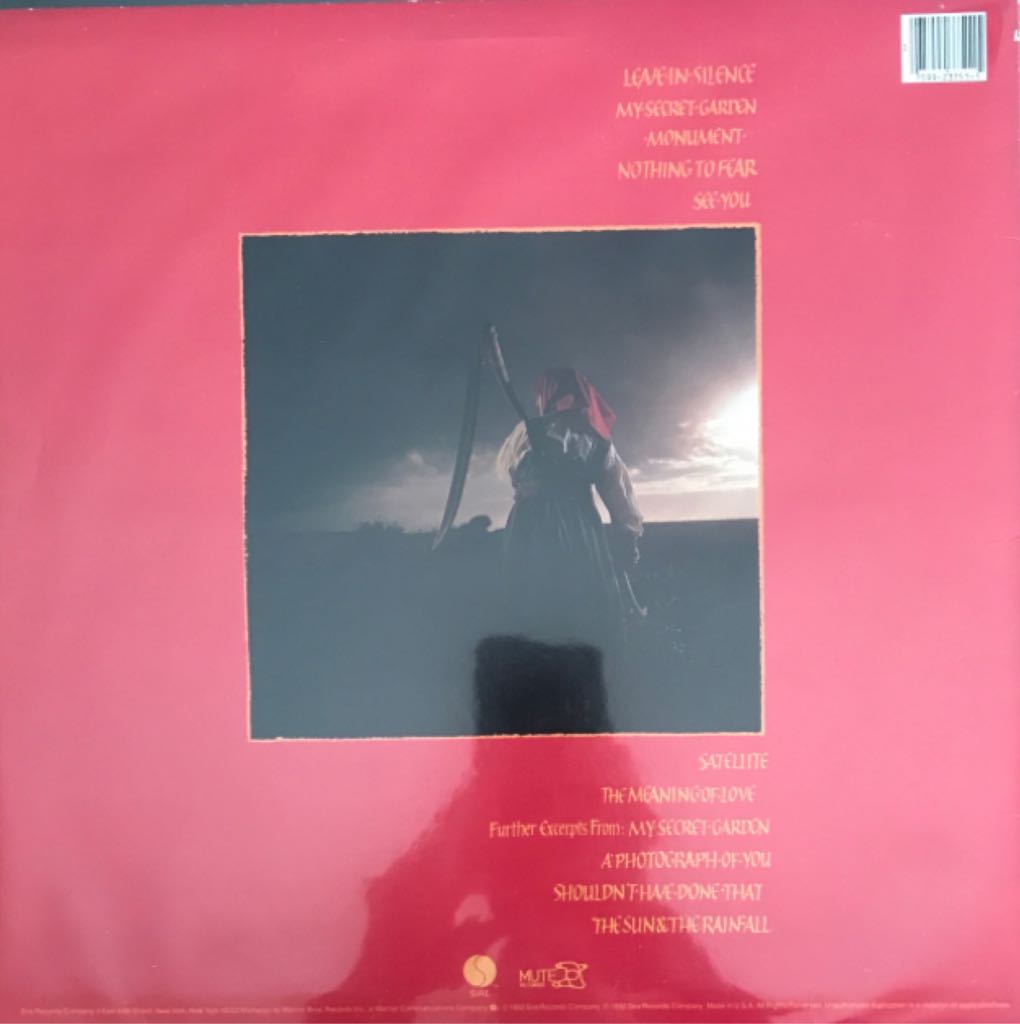 LEAVE·IN·SILENCE
MY·SECRET·GARDEN
·MONUMENT·
NOTHING TO FEAR
SEE·YOU
SATELLITE
THE MEANING·OF·LOVE
Further Excerpts From: MY·SECRET·GARDEN
A·PHOTOGRAPH·OF·YOU
SHOULDN'T·HAVE·DONE·THAT
THE SUN & THE RAINFALL
SIRE
MUTE
RECORDS